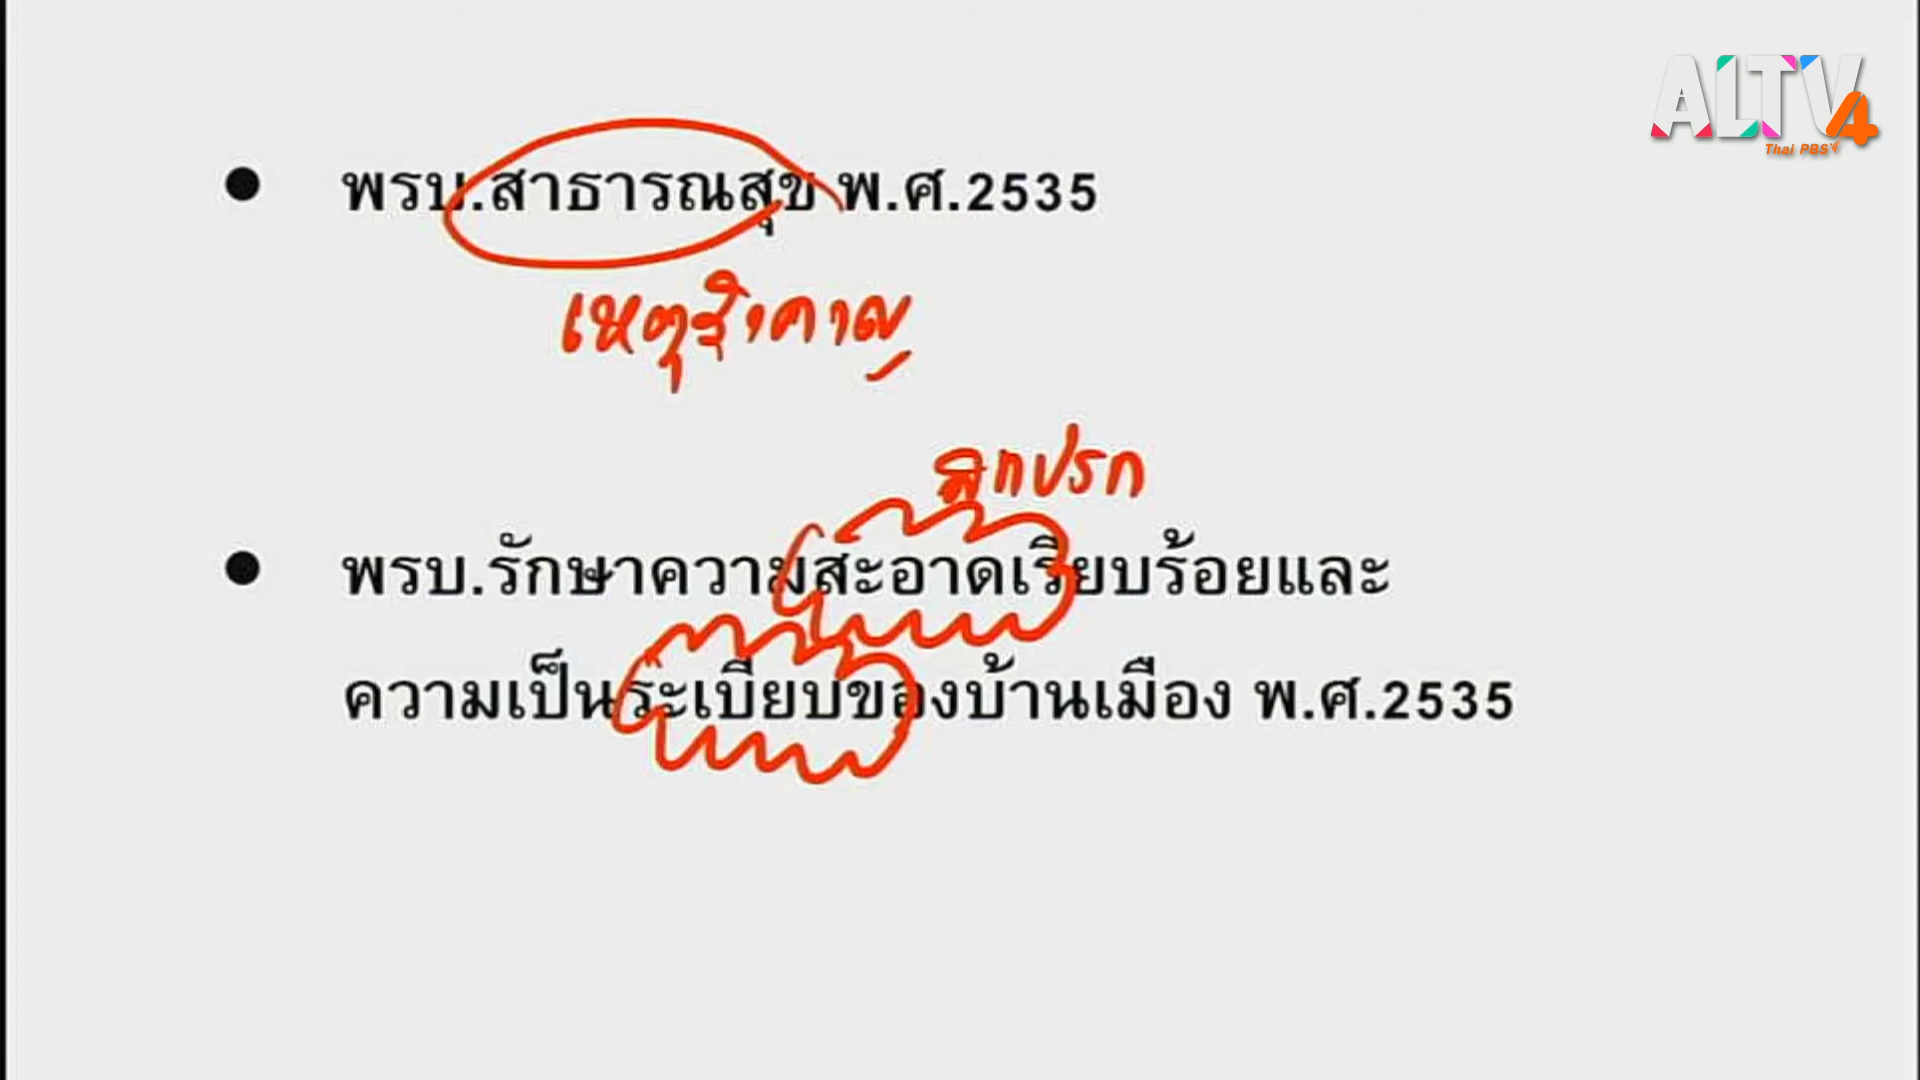 ALTV4
Thai PBS
● พรบ.สาธารณสุข พ.ศ.2535
เหตุรำคาญ
สกปรก
● พรบ.รักษาความสะอาดเรียบร้อยและ
ความเป็นระเบียบของบ้านเมือง พ.ศ.2535